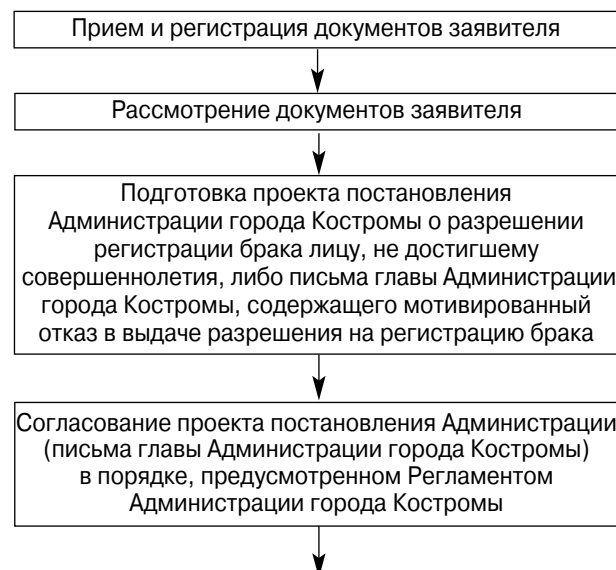 Прием и регистрация документов заявителя
Рассмотрение документов заявителя
Подготовка проекта постановления
Администрации города Костромы о разрешении
регистрации брака лицу, не достигшему
совершеннолетия, либо письма главы Администрации
города Костромы, содержащего мотивированный
отказ в выдаче разрешения на регистрацию брака
Согласование проекта постановления Администрации
(письма главы Администрации города Костромы)
в порядке, предусмотренном Регламентом
Администрации города Костромы